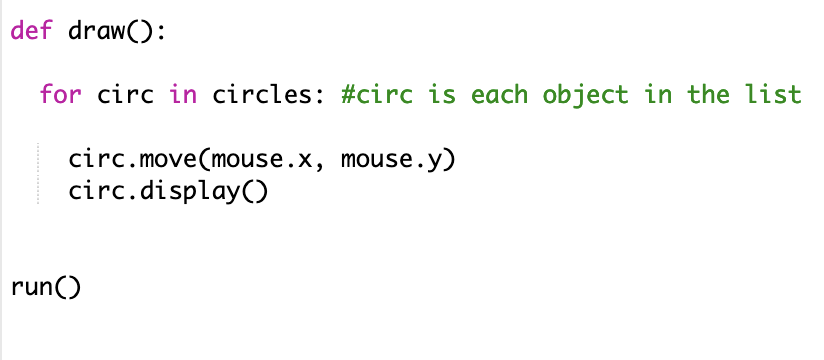 def draw():
for circ in circles: #circ is each object in the list
circ.move(mouse.x, mouse.y)
circ.display()
run()